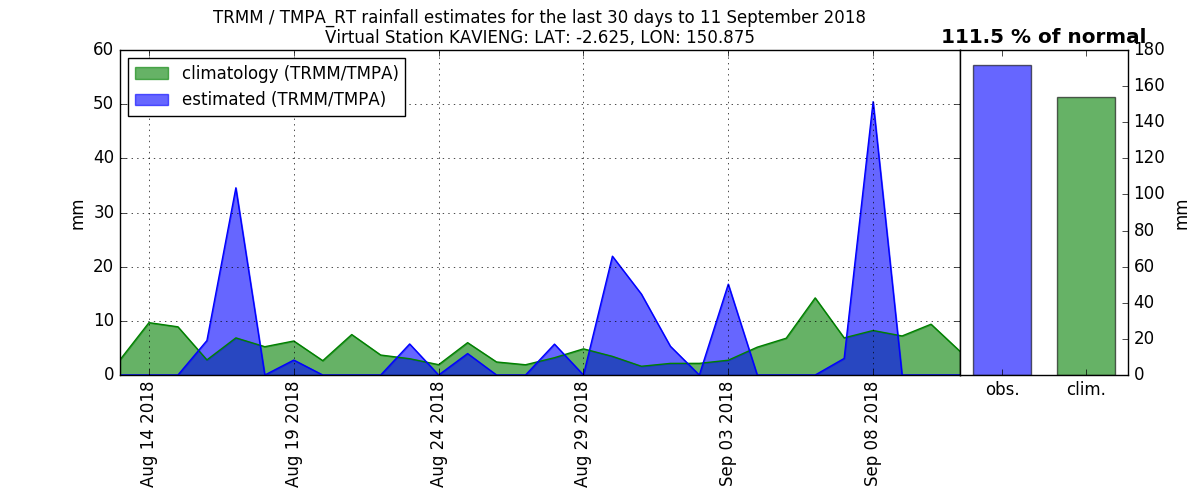 TRMM / TMPA_RT rainfall estimates for the last 30 days to 11 September 2018
Virtual Station KAVIENG: LAT: -2.625, LON: 150.875
111.5 % of normal
climatology (TRMM/TMPA)
estimated (TRMM/TMPA)
mm
60
50
40
30
20
10
0
Aug 14 2018
Aug 19 2018
Aug 24 2018
Aug 29 2018
Sep 03 2018
Sep 08 2018
180
160
140
120
100
80
60
40
20
0
mm
obs.
clim.